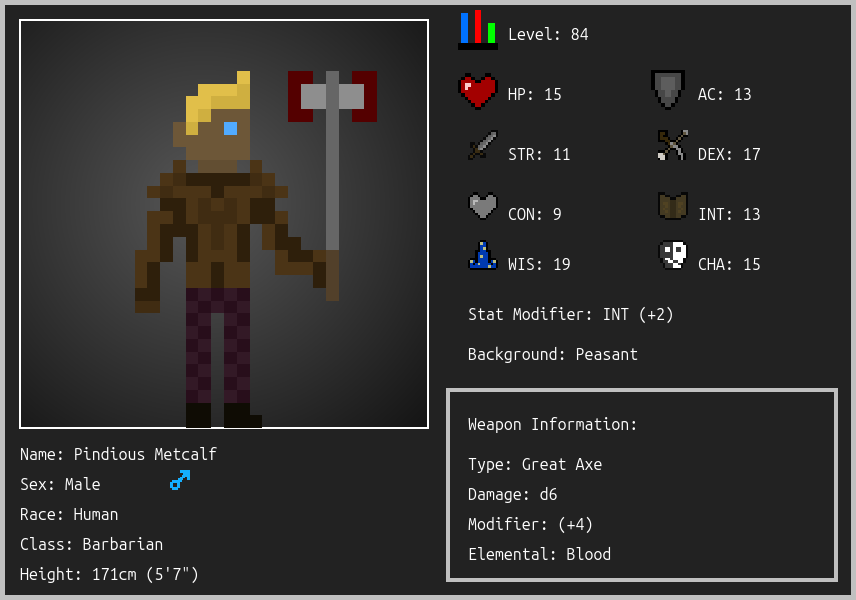 Level: 84
HP: 15
AC: 13
STR: 11
DEX: 17
CON: 9
INT: 13
WIS: 19
CHA: 15
Stat Modifier: INT (+2)
Background: Peasant
Weapon Information:
Type: Great Axe
Damage: d6
Modifier: (+4)
Elemental: Blood
Name: Pindious Metcalf
Sex: Male
Race: Human
Class: Barbarian
Height: 171cm (5'7")